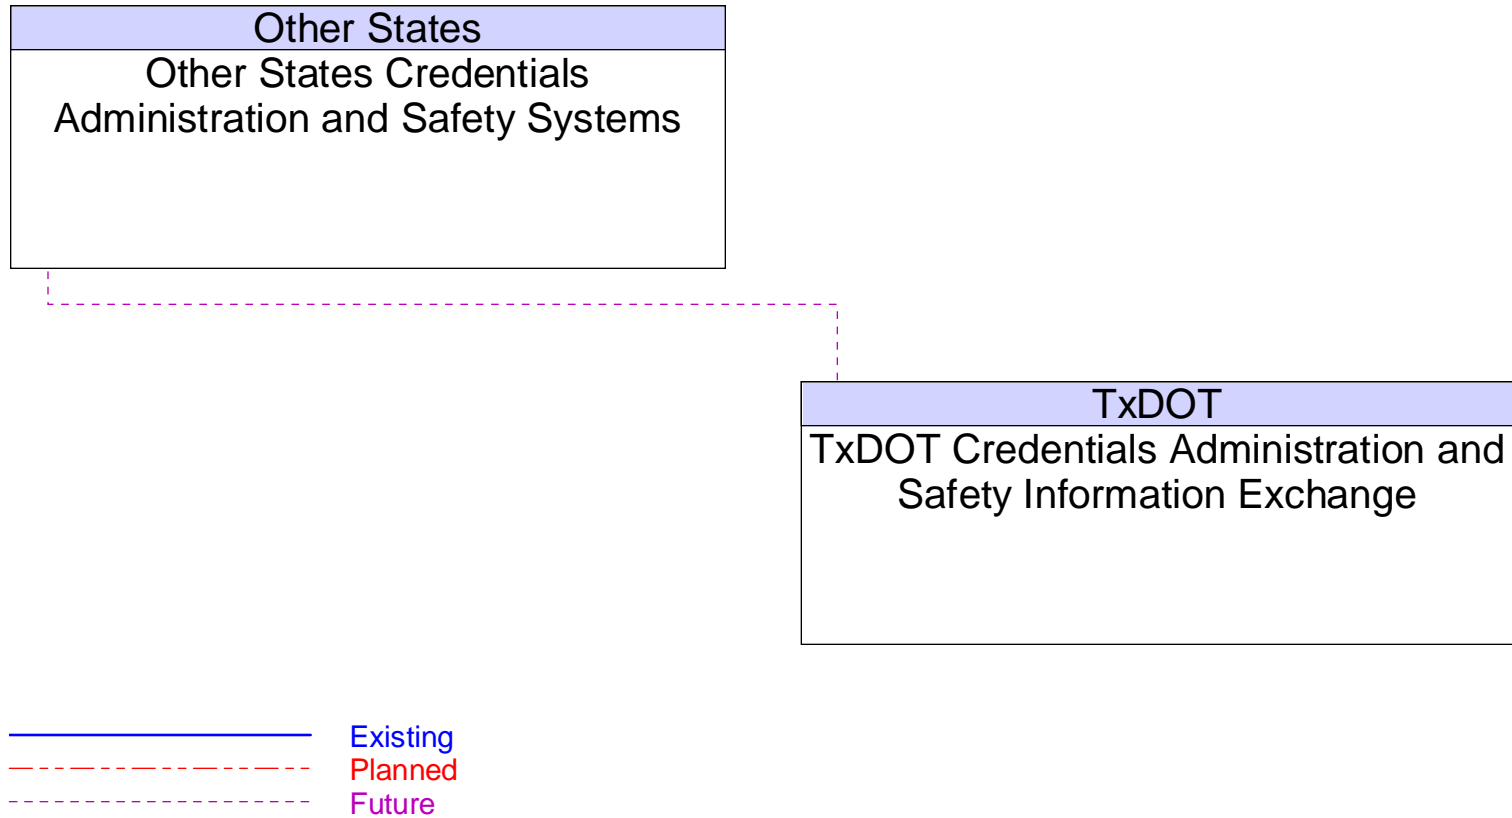 Other States
Other States Credentials
Administration and Safety Systems
TxDOT
TxDOT Credentials Administration and
Safety Information Exchange
Existing
Planned
Future